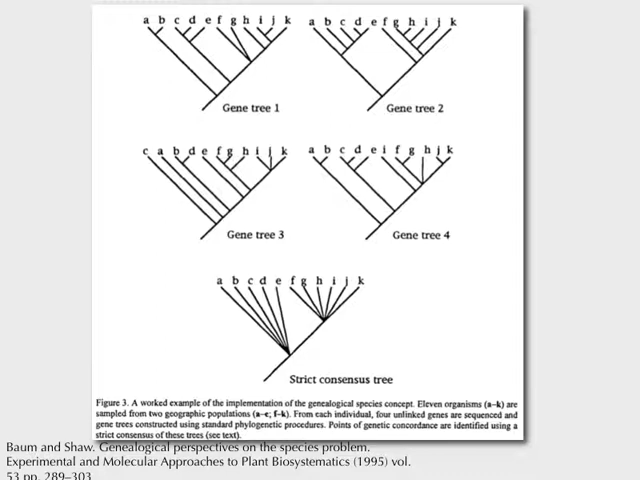 a b c d e f g h i j k
a b c d e f g h i j k
Gene tree 1
Gene tree 2
c a b d e f g h i j k
a b c d e i f g h j k
Gene tree 3
Gene tree 4
a b c d e f g h i j k
Strict consensus tree
Figure 3. A worked example of the implementation of the genealogical species concept. Eleven organisms (a–k) are
sampled from two geographic populations (a–e; f–k). From each individual, four unlinked genes are sequenced and
gene trees constructed using standard phylogenetic procedures. Points of genetic concordance are identified using a
strict consensus of these trees (see text).
Baum and Shaw. Genealogical perspectives on the species problem.
Experimental and Molecular Approaches to Plant Biosystematics (1995) vol.
53 pp. 289–303